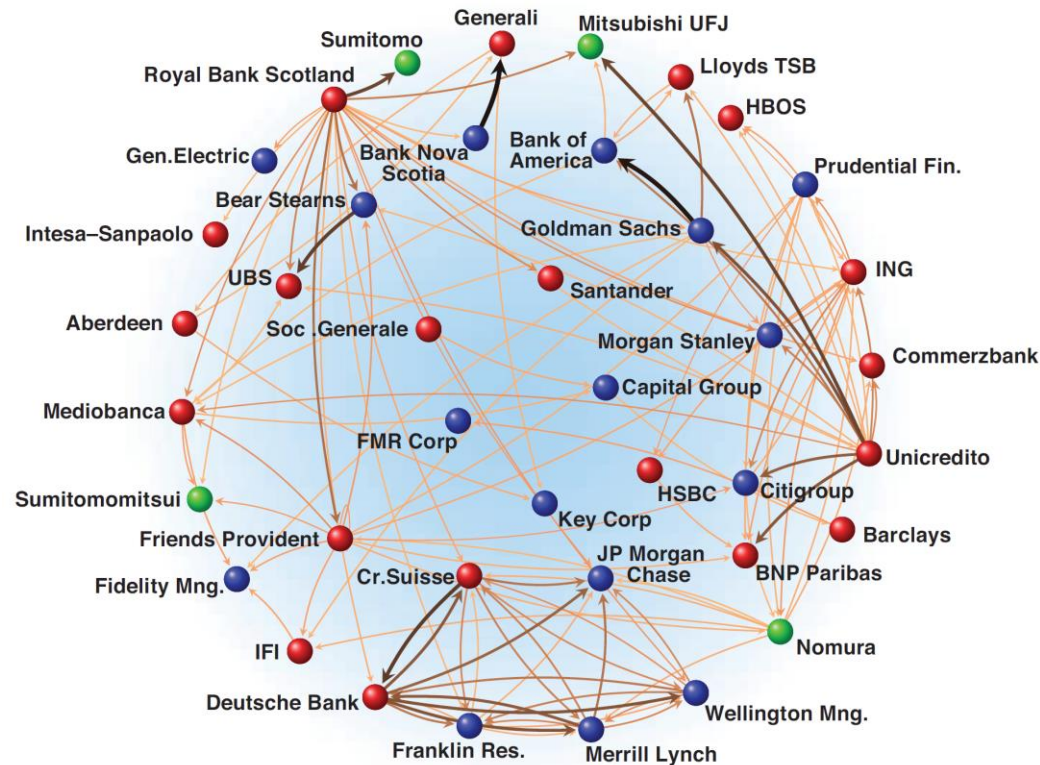 Generali
Mitsubishi UFJ
Sumitomo
Royal Bank Scotland
Lloyds TSB
HBOS
Gen.Electric
Bank Nova
Scotia
Bank of
America
Prudential Fin.
Bear Stearns
Goldman Sachs
Intesa–Sanpaolo
UBS
Santander
ING
Aberdeen
Soc .Generale
Morgan Stanley
Commerzbank
Mediobanca
Capital Group
FMR Corp
Unicredito
Sumitomomitsui
HSBC
Citigroup
Key Corp
Barclays
Friends Provident
JP Morgan
Chase
BNP Paribas
Fidelity Mng.
Cr.Suisse
Nomura
IFI
Deutsche Bank
Wellington Mng.
Franklin Res.
Merrill Lynch